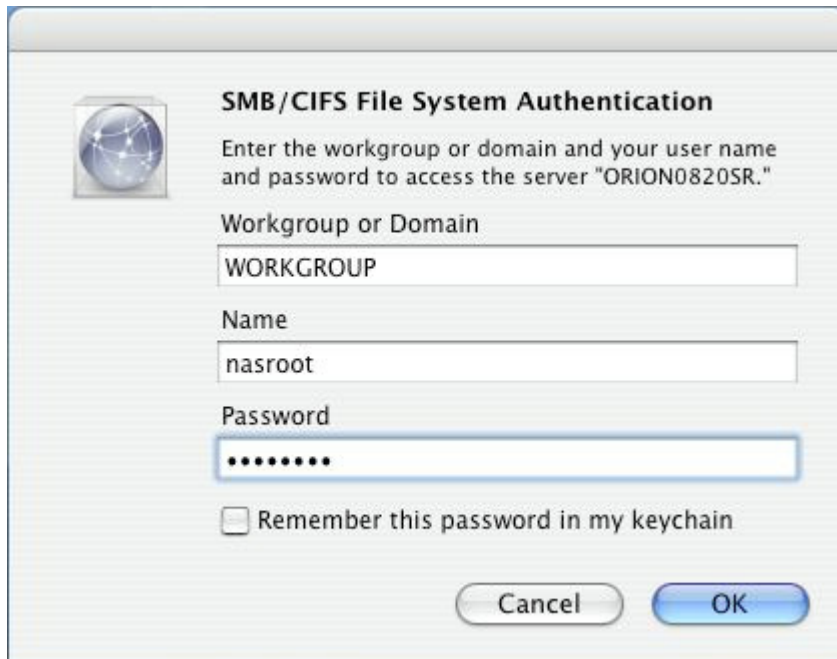 SMB/CIFS File System Authentication
Enter the workgroup or domain and your user name
and password to access the server "ORION0820SR."
Workgroup or Domain
WORKGROUP
Name
nasroot
Password
••••••••
Remember this password in my keychain
Cancel OK